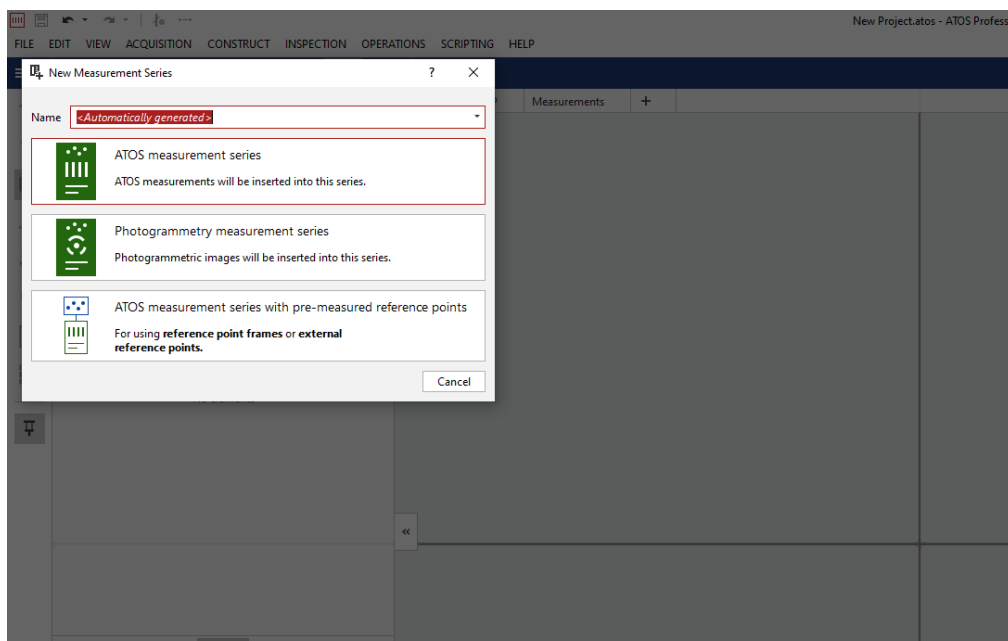 New Project.atos - ATOS Profess
FILE EDIT VIEW ACQUISITION CONSTRUCT INSPECTION OPERATIONS SCRIPTING HELP
New Measurement Series
Measurements
Name <Automatically generated>
ATOS measurement series
ATOS measurements will be inserted into this series.
Photogrammetry measurement series
Photogrammetric images will be inserted into this series.
ATOS measurement series with pre-measured reference points
For using reference point frames or external
reference points.
Cancel